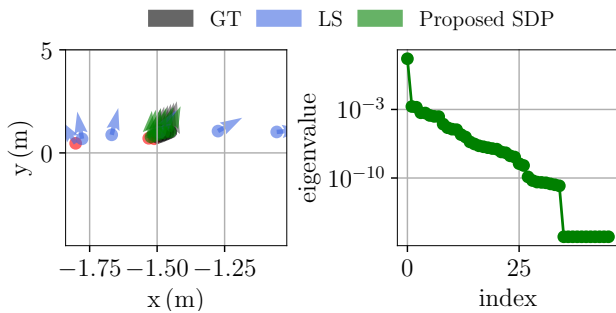 GT LS Proposed SDP
5
0
y (m)
−1.75 −1.50 −1.25
x (m)
eigenvalue
10−3
10−10
0 25
index